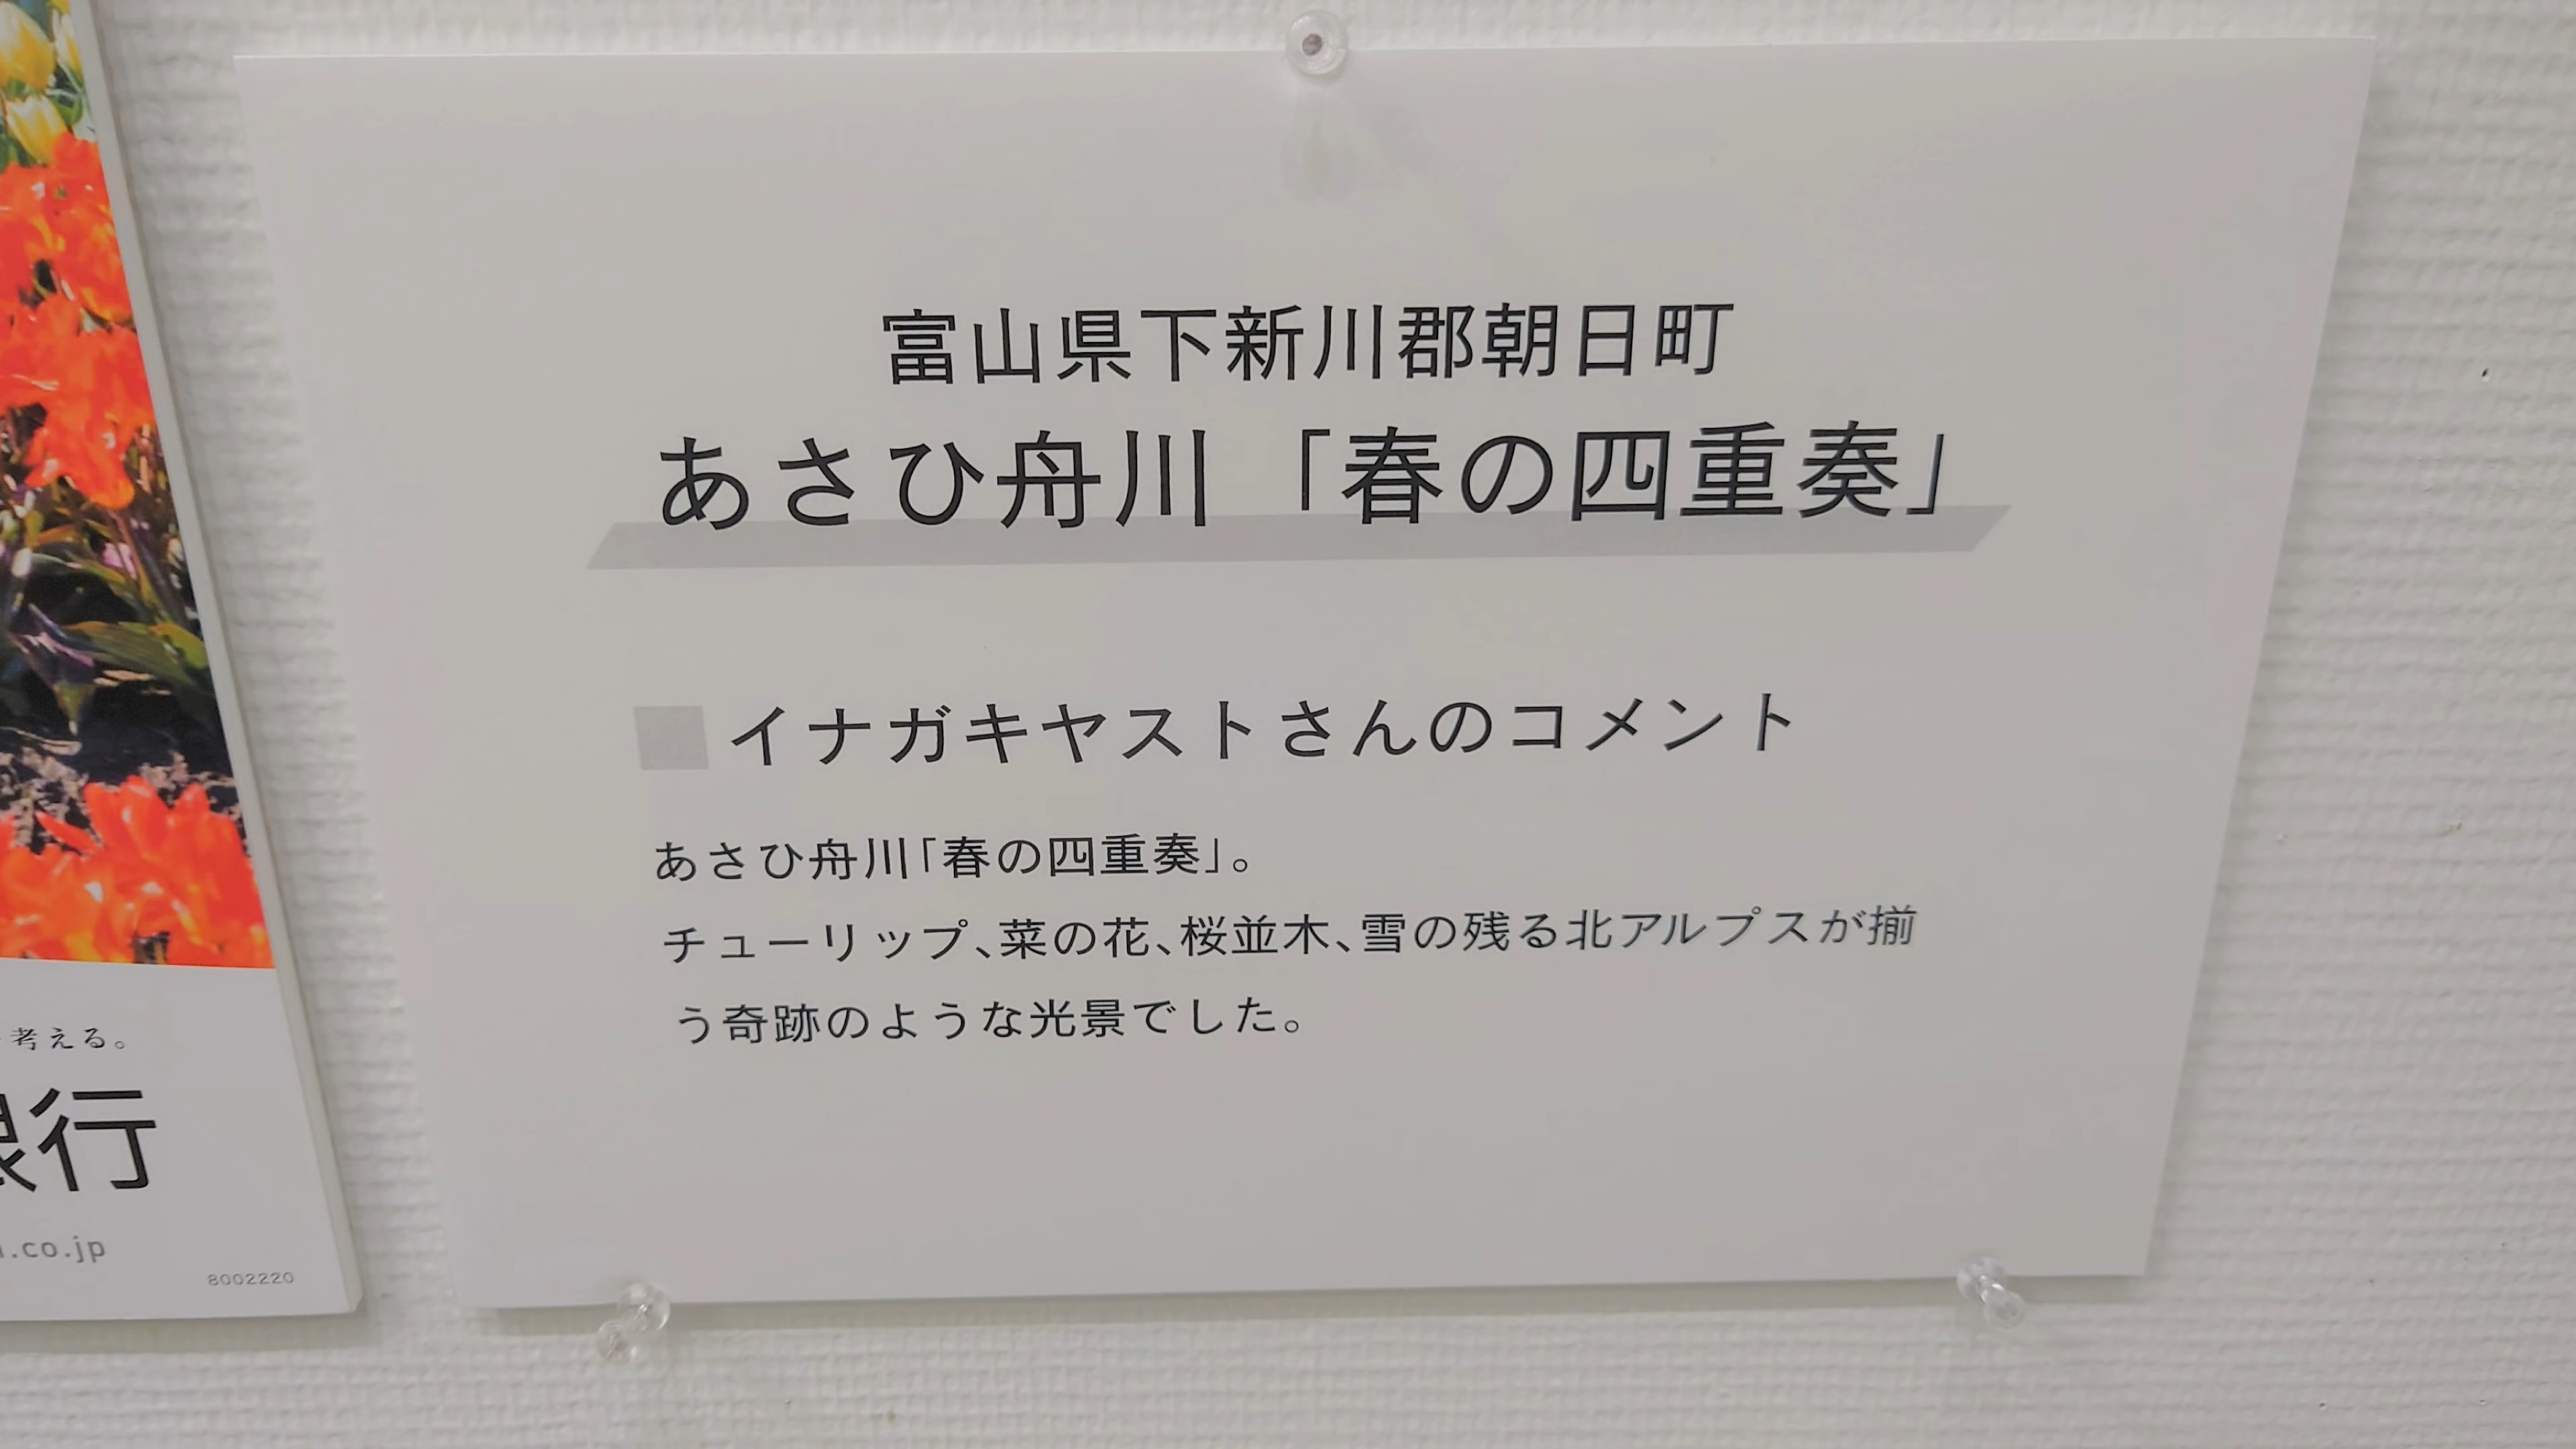 富山県下新川郡朝日町
あさひ舟川「春の四重奏」
イナガキヤストさんのコメント
あさひ舟川「春の四重奏」。
チューリップ、菜の花、桜並木、雪の残る北アルプスが揃
う奇跡のような光景でした。
考える。
行
.co.jp
8002220